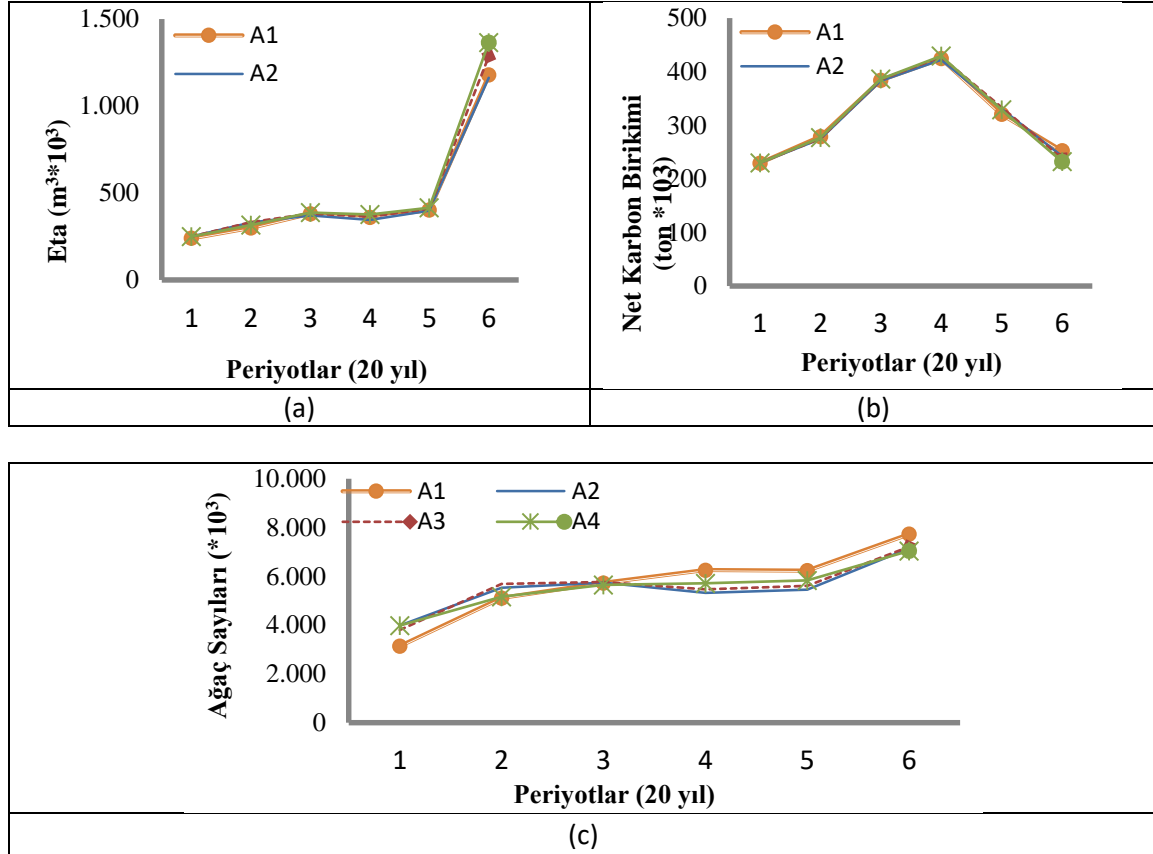 1.500
1.000
500
0
Eta (m³*10³)
A1
A2
1 2 3 4 5 6
Periyotlar (20 yıl)
(a)
500
400
300
200
100
0
Net Karbon Birikimi
(ton *103)
A1
A2
1 2 3 4 5 6
Periyotlar (20 yıl)
(b)
10.000
8.000
6.000
4.000
2.000
0
Ağaç Sayıları (*10³)
A1 A2
A3 A4
1 2 3 4 5 6
Periyotlar (20 yıl)
(c)